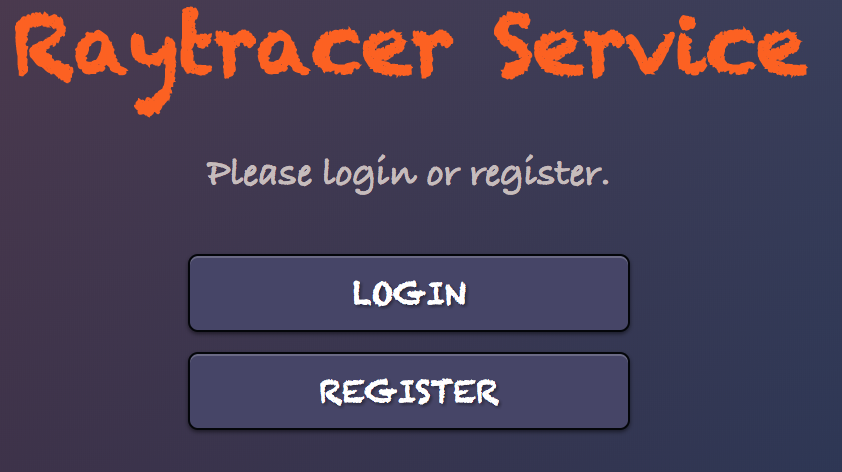 Raytracer Service
Please login or register.
LOGIN
REGISTER